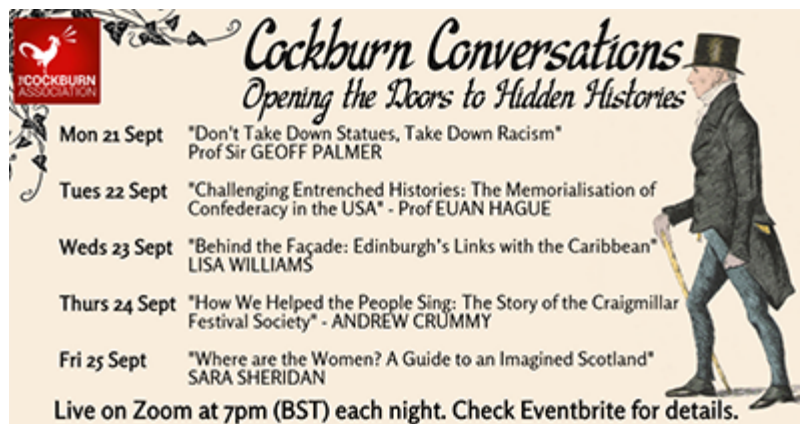 THE COCKBURN
ASSOCIATION
Cockburn Conversations
Opening the Doors to Hidden Histories
Mon 21 Sept "Don't Take Down Statues, Take Down Racism"
Prof Sir GEOFF PALMER
Tues 22 Sept "Challenging Entrenched Histories: The Memorialisation of
Confederacy in the USA" - Prof EUAN HAGUE
Weds 23 Sept "Behind the Façade: Edinburgh's Links with the Caribbean"
LISA WILLIAMS
Thurs 24 Sept "How We Helped the People Sing: The Story of the Craigmillar
Festival Society" - ANDREW CRUMMY
Fri 25 Sept "Where are the Women? A Guide to an Imagined Scotland"
SARA SHERIDAN
Live on Zoom at 7pm (BST) each night. Check Eventbrite for details.